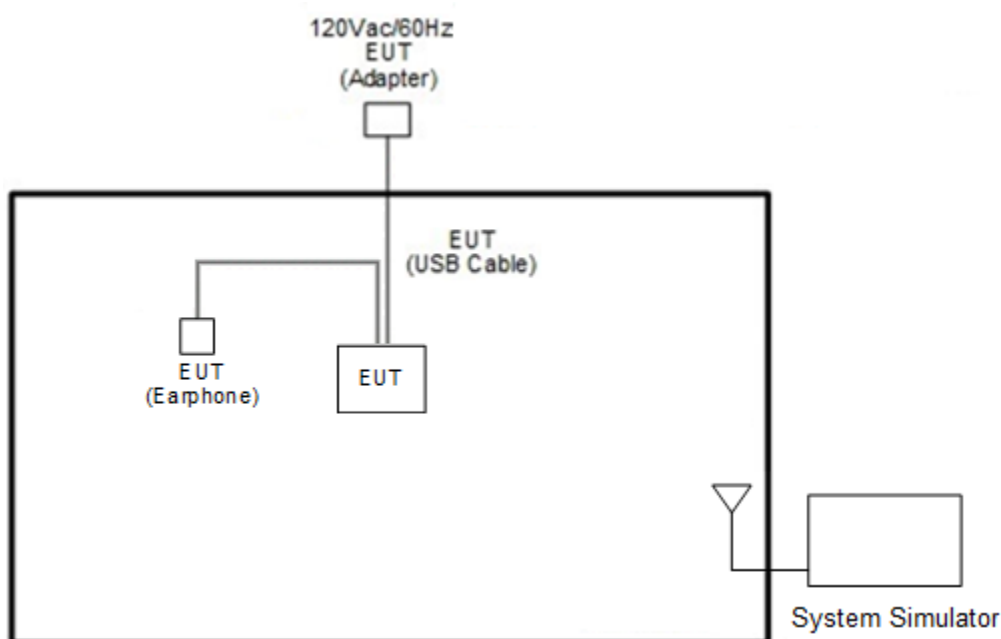 120Vac/60Hz
EUT
(Adapter)
EUT
(USB Cable)
EUT
(Earphone)
EUT
System Simulator